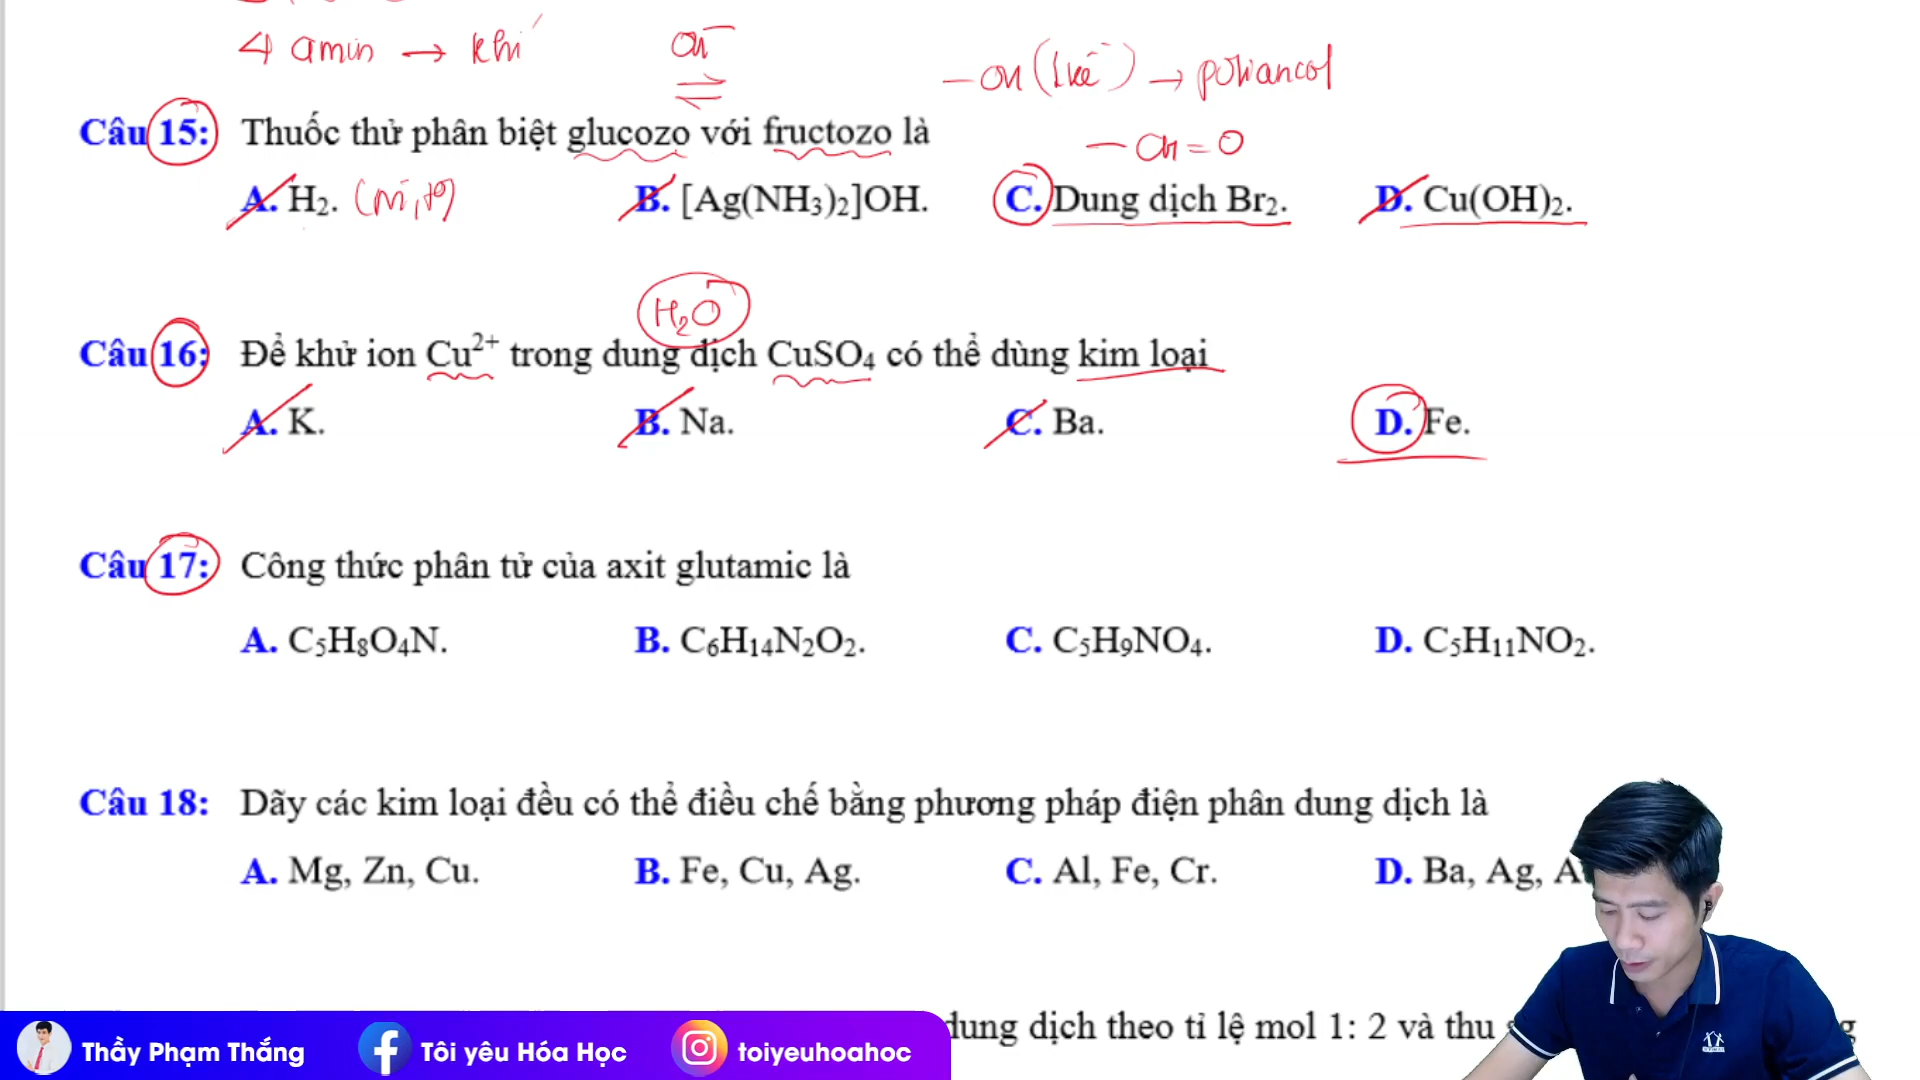 4 amin → khí
OH⁻
⇌
– OH (kề) → poliancol
– CH = O
Câu 15: Thuốc thử phân biệt glucozo với fructozo là
A. H₂. (Ni, t°) B. [Ag(NH₃)₂]OH. C. Dung dịch Br₂. D. Cu(OH)₂.
H₂O
Câu 16: Để khử ion Cu²⁺ trong dung dịch CuSO₄ có thể dùng kim loại
A. K. B. Na. C. Ba. D. Fe.
Câu 17: Công thức phân tử của axit glutamic là
A. C₅H₈O₄N. B. C₆H₁₄N₂O₂. C. C₅H₉NO₄. D. C₅H₁₁NO₂.
Câu 18: Dãy các kim loại đều có thể điều chế bằng phương pháp điện phân dung dịch là
A. Mg, Zn, Cu. B. Fe, Cu, Ag. C. Al, Fe, Cr. D. Ba, Ag,
dung dịch theo tỉ lệ mol 1: 2 và thu
Thầy Phạm Thắng Tôi yêu Hóa Học toiyeuhoahoc